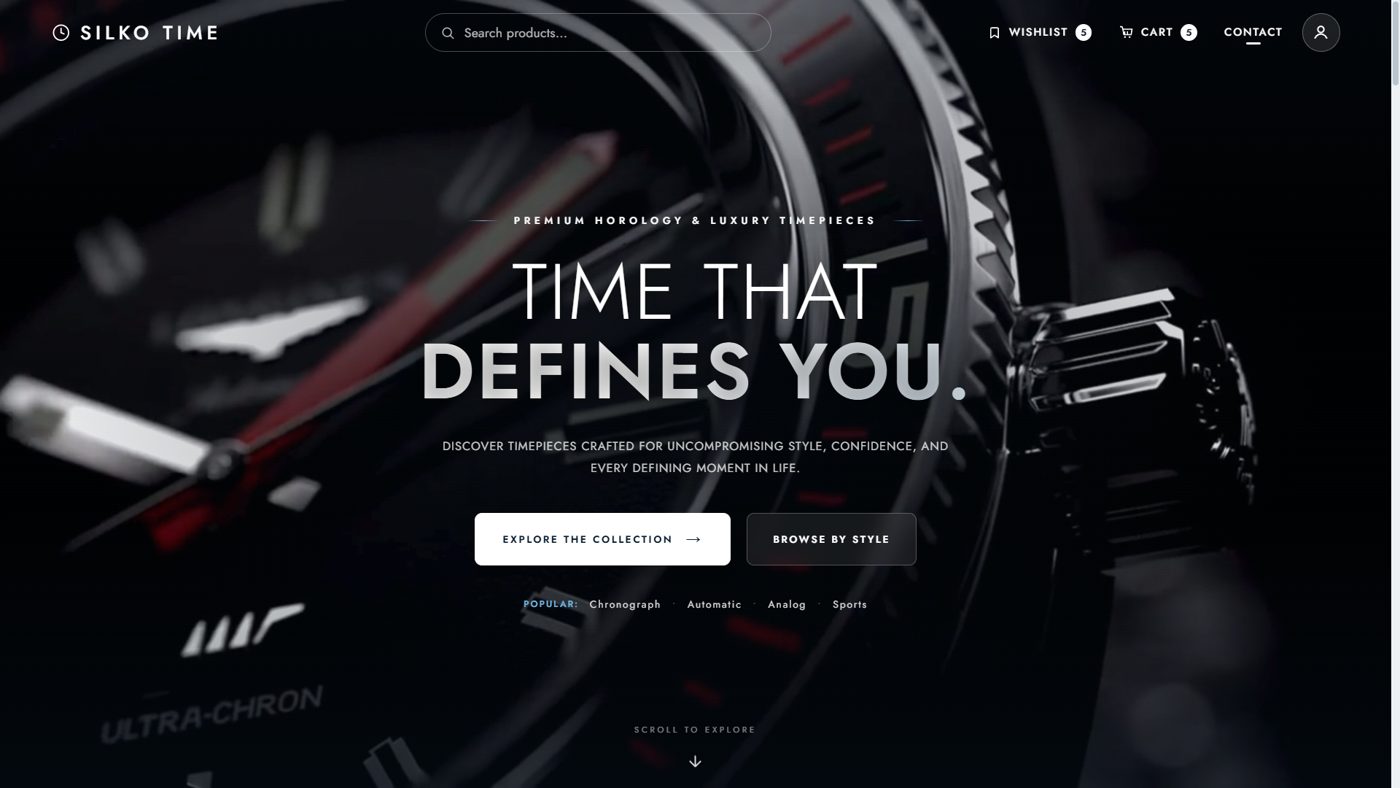 SILKO TIME
Search products...
WISHLIST 5
CART 5
CONTACT
PREMIUM HOROLOGY & LUXURY TIMEPIECES
TIME THAT
DEFINES YOU.
DISCOVER TIMEPIECES CRAFTED FOR UNCOMPROMISING STYLE, CONFIDENCE, AND
EVERY DEFINING MOMENT IN LIFE.
EXPLORE THE COLLECTION →
BROWSE BY STYLE
POPULAR: Chronograph · Automatic · Analog · Sports
ULTRA-CHRON
SCROLL TO EXPLORE